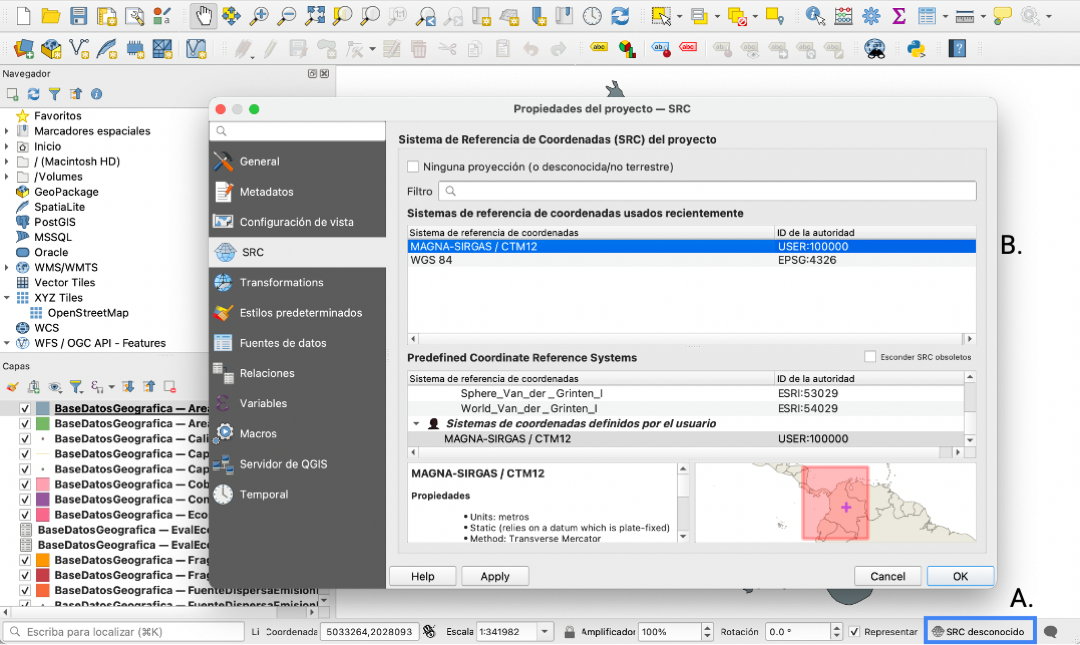 abc
abc
abc
abc
Navegador
Favoritos
Marcadores espaciales
Inicio
/ (Macintosh HD)
/Volumes
GeoPackage
SpatiaLite
PostGIS
MSSQL
Oracle
WMS/WMTS
Vector Tiles
XYZ Tiles
OpenStreetMap
WCS
WFS / OGC API - Features
Capas
BaseDatosGeografica — Area
BaseDatosGeografica — Area
BaseDatosGeografica — Cali
BaseDatosGeografica — Cap
BaseDatosGeografica — Cap
BaseDatosGeografica — Cob
BaseDatosGeografica — Con
BaseDatosGeografica — Eco
BaseDatosGeografica — EvalEco
BaseDatosGeografica — EvalEco
BaseDatosGeografica — Frag
BaseDatosGeografica — Frag
BaseDatosGeografica — FuenteDispersaEmisionl
BaseDatosGeografica — FuenteDispersaEmisionl
Propiedades del proyecto — SRC
General
Metadatos
Configuración de vista
SRC
Transformations
Estilos predeterminados
Fuentes de datos
Relaciones
Variables
Macros
Servidor de QGIS
Temporal
Sistema de Referencia de Coordenadas (SRC) del proyecto
Ninguna proyección (o desconocida/no terrestre)
Filtro
Sistemas de referencia de coordenadas usados recientemente
Sistema de referencia de coordenadas ID de la autoridad
MAGNA-SIRGAS / CTM12 USER:100000
WGS 84 EPSG:4326
Predefined Coordinate Reference Systems Esconder SRC obsoletos
Sistema de referencia de coordenadas ID de la autoridad
Sphere_Van_der_Grinten_I ESRI:53029
World_Van_der_Grinten_I ESRI:54029
Sistemas de coordenadas definidos por el usuario
MAGNA-SIRGAS / CTM12 USER:100000
MAGNA-SIRGAS / CTM12
Propiedades
• Units: metros
• Static (relies on a datum which is plate-fixed)
• Method: Transverse Mercator
Help Apply Cancel OK
B.
A.
Escriba para localizar (⌘K) Li Coordenada 5033264,2028093 Escala 1:341982 Amplificador 100% Rotación 0.0 ° Representar SRC desconocido